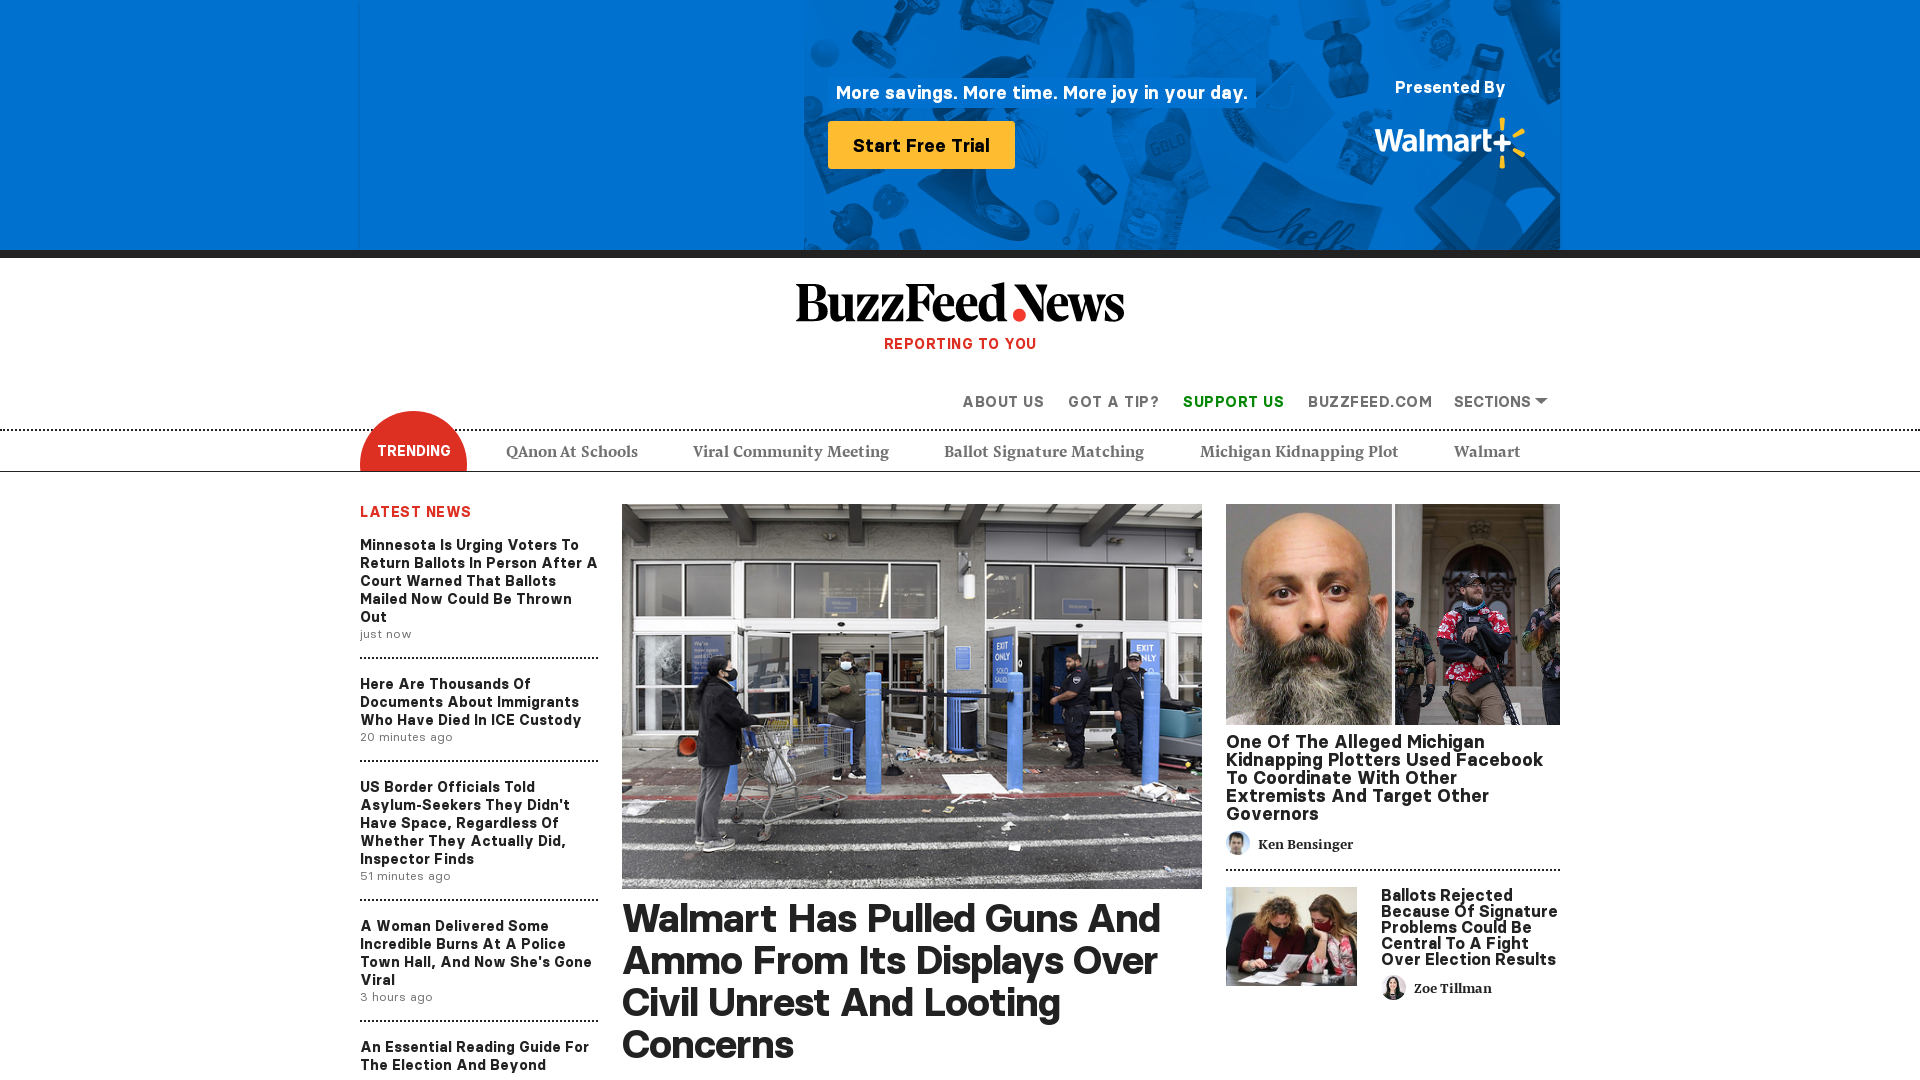 More savings. More time. More joy in your day.
Start Free Trial
Presented By
Walmart+
BuzzFeed News
REPORTING TO YOU
ABOUT US
GOT A TIP?
SUPPORT US
BUZZFEED.COM
SECTIONS
TRENDING
QAnon At Schools
Viral Community Meeting
Ballot Signature Matching
Michigan Kidnapping Plot
Walmart
LATEST NEWS
Minnesota Is Urging Voters To
Return Ballots In Person After A
Court Warned That Ballots
Mailed Now Could Be Thrown
Out
just now
Here Are Thousands Of
Documents About Immigrants
Who Have Died In ICE Custody
20 minutes ago
US Border Officials Told
Asylum-Seekers They Didn't
Have Space, Regardless Of
Whether They Actually Did,
Inspector Finds
51 minutes ago
A Woman Delivered Some
Incredible Burns At A Police
Town Hall, And Now She's Gone
Viral
3 hours ago
An Essential Reading Guide For
The Election And Beyond
EXIT
ONLY
EXIT
ONLY
Walmart Has Pulled Guns And
Ammo From Its Displays Over
Civil Unrest And Looting
Concerns
One Of The Alleged Michigan
Kidnapping Plotters Used Facebook
To Coordinate With Other
Extremists And Target Other
Governors
Ken Bensinger
Ballots Rejected
Because Of Signature
Problems Could Be
Central To A Fight
Over Election Results
Zoe Tillman